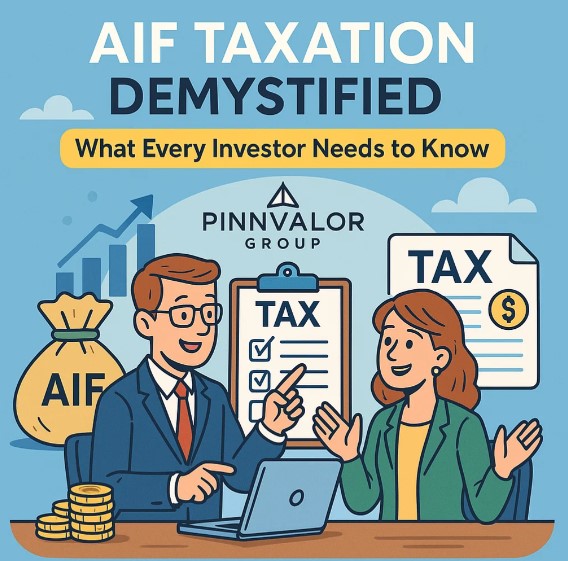 AIF TAXATION
DEMYSTIFIED
What Every Investor Needs to Know
PINNVALOR
GROUP
TAX
TAX
$
AIF